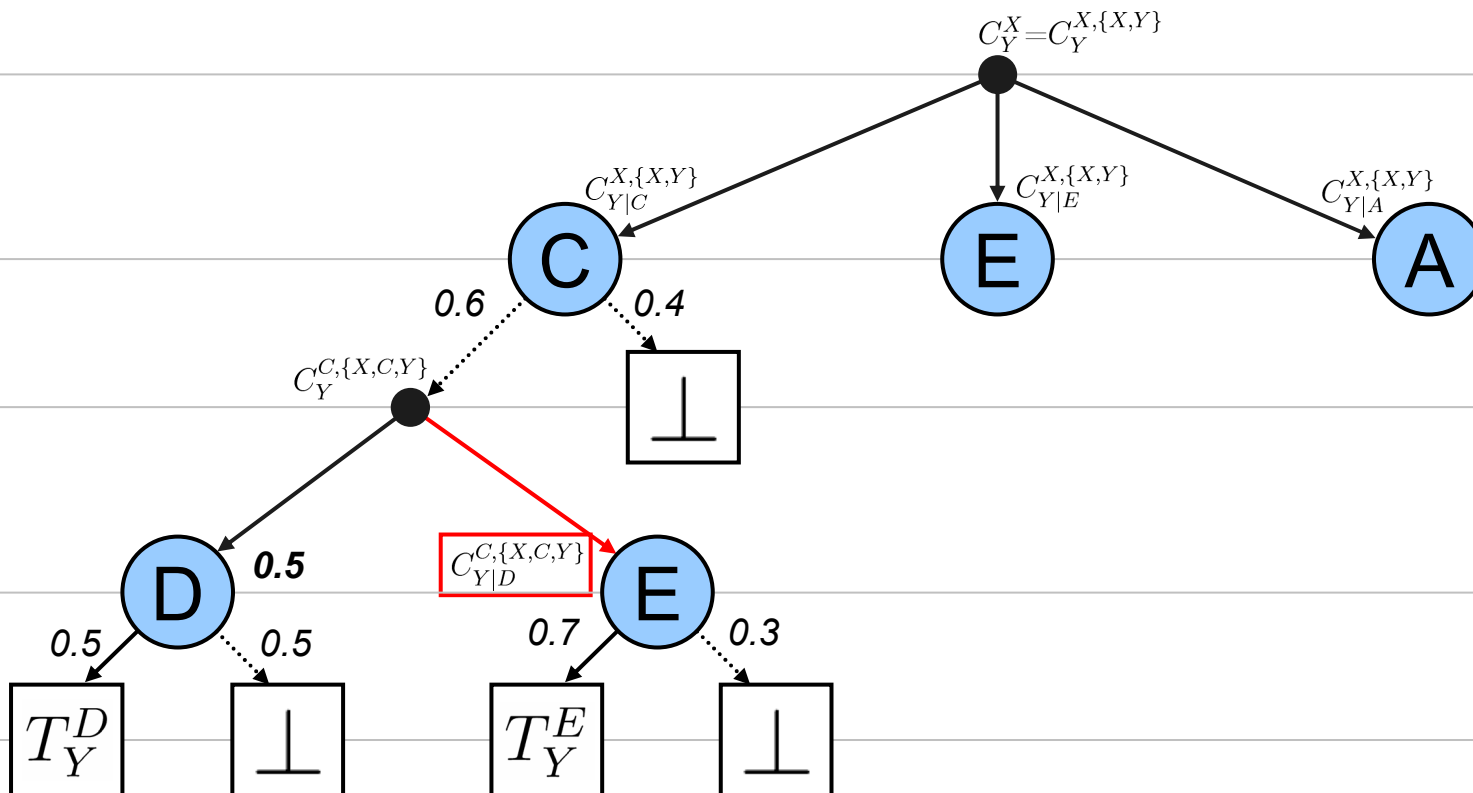 $C_Y^X = C_Y^{X,\{X,Y\}}$
$C_{Y|C}^{X,\{X,Y\}}$
$C_{Y|E}^{X,\{X,Y\}}$
$C_{Y|A}^{X,\{X,Y\}}$
C
E
A
0.6
0.4
$C_Y^{C,\{X,C,Y\}}$
⊥
0.5
$C_{Y|D}^{C,\{X,C,Y\}}$
D
E
0.5
0.5
0.7
0.3
$T_Y^D$
⊥
$T_Y^E$
⊥